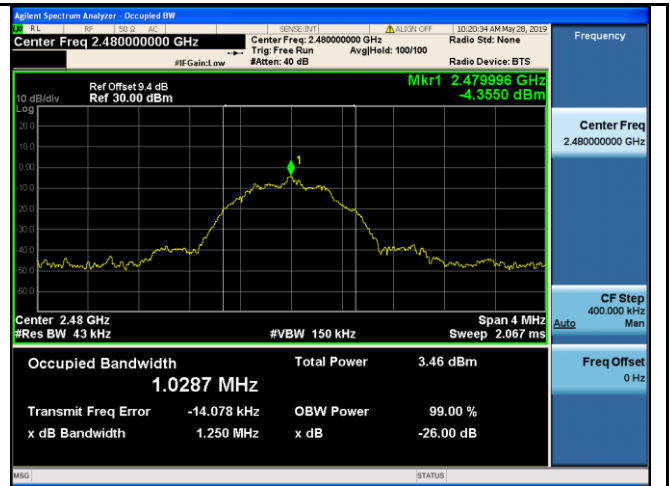 Agilent Spectrum Analyzer - Occupied BW
RL RF 50 Ω AC SENSE:INT ALIGN OFF 10:20:34 AM May 28, 2019
Center Freq 2.480000000 GHz Center Freq: 2.480000000 GHz Radio Std: None
Trig: Free Run Avg|Hold: 100/100
#IFGain:Low #Atten: 40 dB Radio Device: BTS
Frequency
Ref Offset 9.4 dB Mkr1 2.479996 GHz
10 dB/div Ref 30.00 dBm -4.3550 dBm
Log
20.0
10.0
0.00
-10.0
-20.0
-30.0
-40.0
-50.0
-60.0
1
Center 2.48 GHz Span 4 MHz
#Res BW 43 kHz #VBW 150 kHz Sweep 2.067 ms
Occupied Bandwidth Total Power 3.46 dBm
1.0287 MHz
Transmit Freq Error -14.078 kHz OBW Power 99.00 %
x dB Bandwidth 1.250 MHz x dB -26.00 dB
Center Freq
2.480000000 GHz
CF Step
400.000 kHz
Auto Man
Freq Offset
0 Hz
MSG STATUS